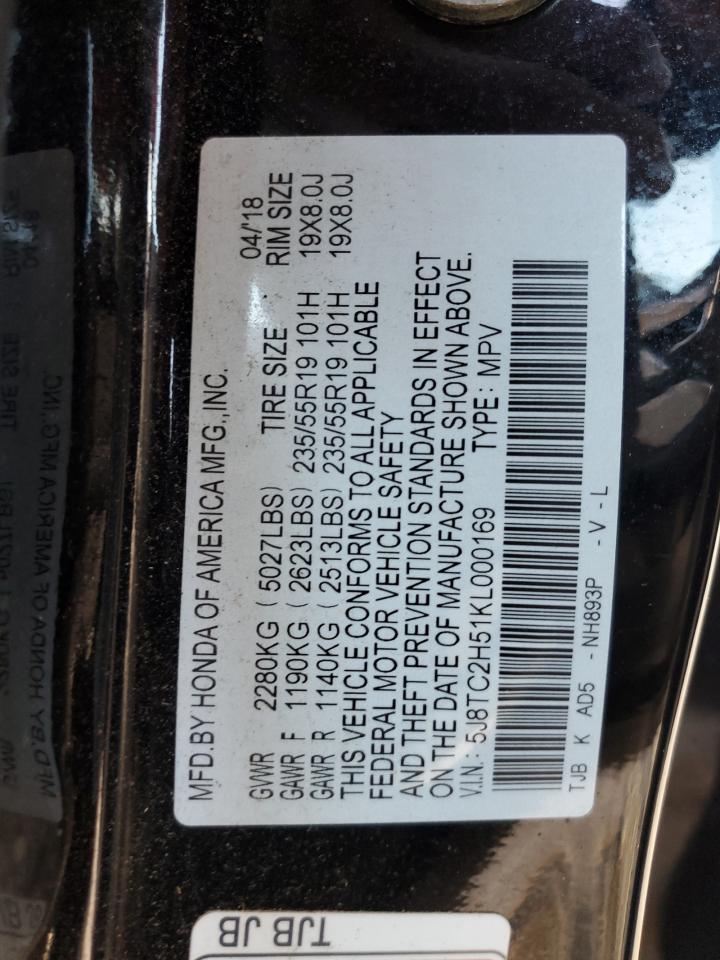 MFD.BY HONDA OF AMERICA MFG.,INC.
04/'18
GVWR 2280KG ( 5027LBS) TIRE SIZE RIM SIZE
GAWR F 1190KG ( 2623LBS) 235/55R19 101H 19X8.0J
GAWR R 1140KG ( 2513LBS) 235/55R19 101H 19X8.0J
THIS VEHICLE CONFORMS TO ALL APPLICABLE
FEDERAL MOTOR VEHICLE SAFETY
AND THEFT PREVENTION STANDARDS IN EFFECT
ON THE DATE OF MANUFACTURE SHOWN ABOVE.
V.I.N.: 5J8TC2H51KL000169 TYPE: MPV
TJB K AD5 -NH893P -V-L
TJB JB